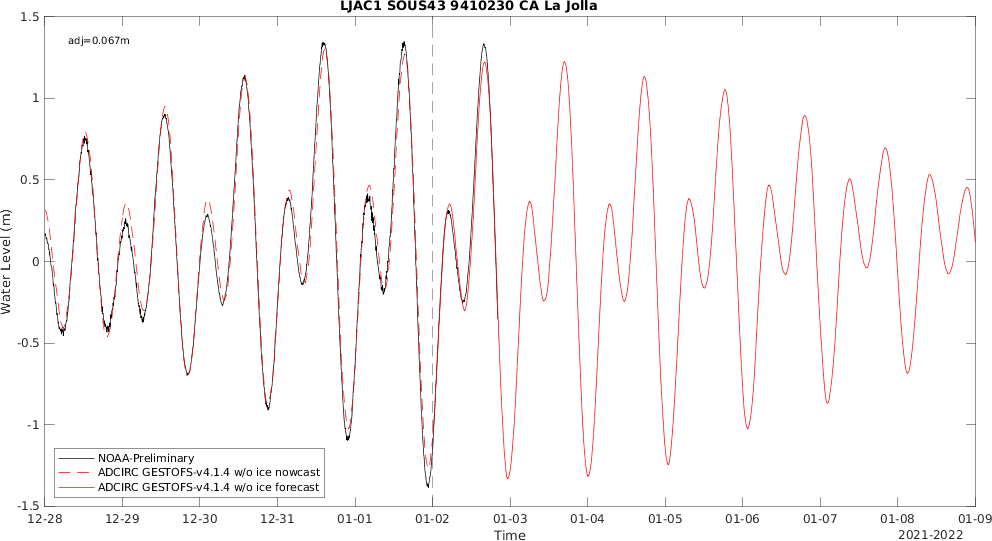 LJAC1 SOUS43 9410230 CA La Jolla
adj=0.067m
1.5
1
0.5
0
-0.5
-1
-1.5
Water Level (m)
NOAA-Preliminary
ADCIRC GESTOFS-v4.1.4 w/o ice nowcast
ADCIRC GESTOFS-v4.1.4 w/o ice forecast
12-28 12-29 12-30 12-31 01-01 01-02 01-03 01-04 01-05 01-06 01-07 01-08 01-09
Time
2021-2022